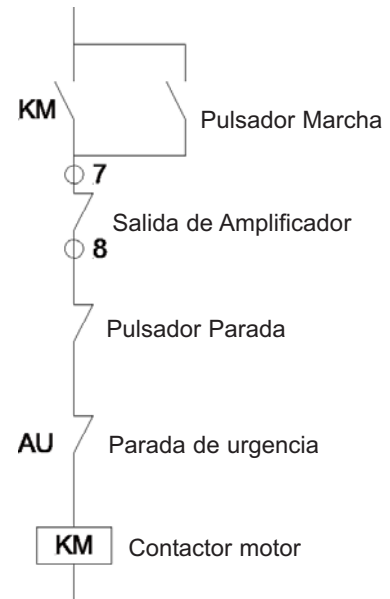 KM
Pulsador Marcha
7
Salida de Amplificador
8
Pulsador Parada
AU Parada de urgencia
KM Contactor motor